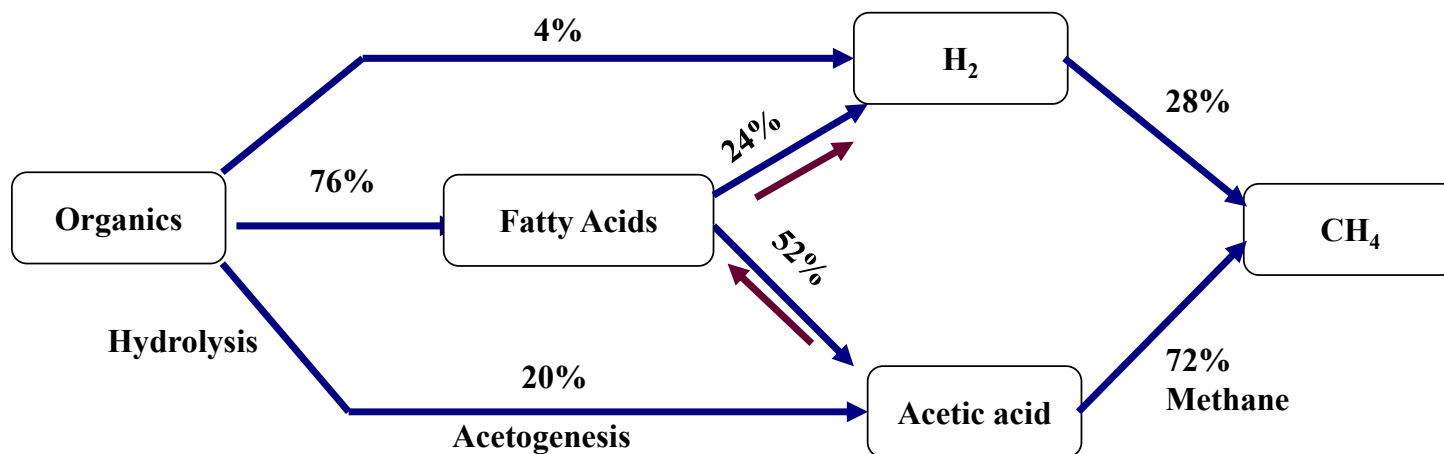 4%
H₂
28%
24%
76%
Organics
Fatty Acids
CH₄
52%
Hydrolysis
20%
72%
Methane
Acetic acid
Acetogenesis